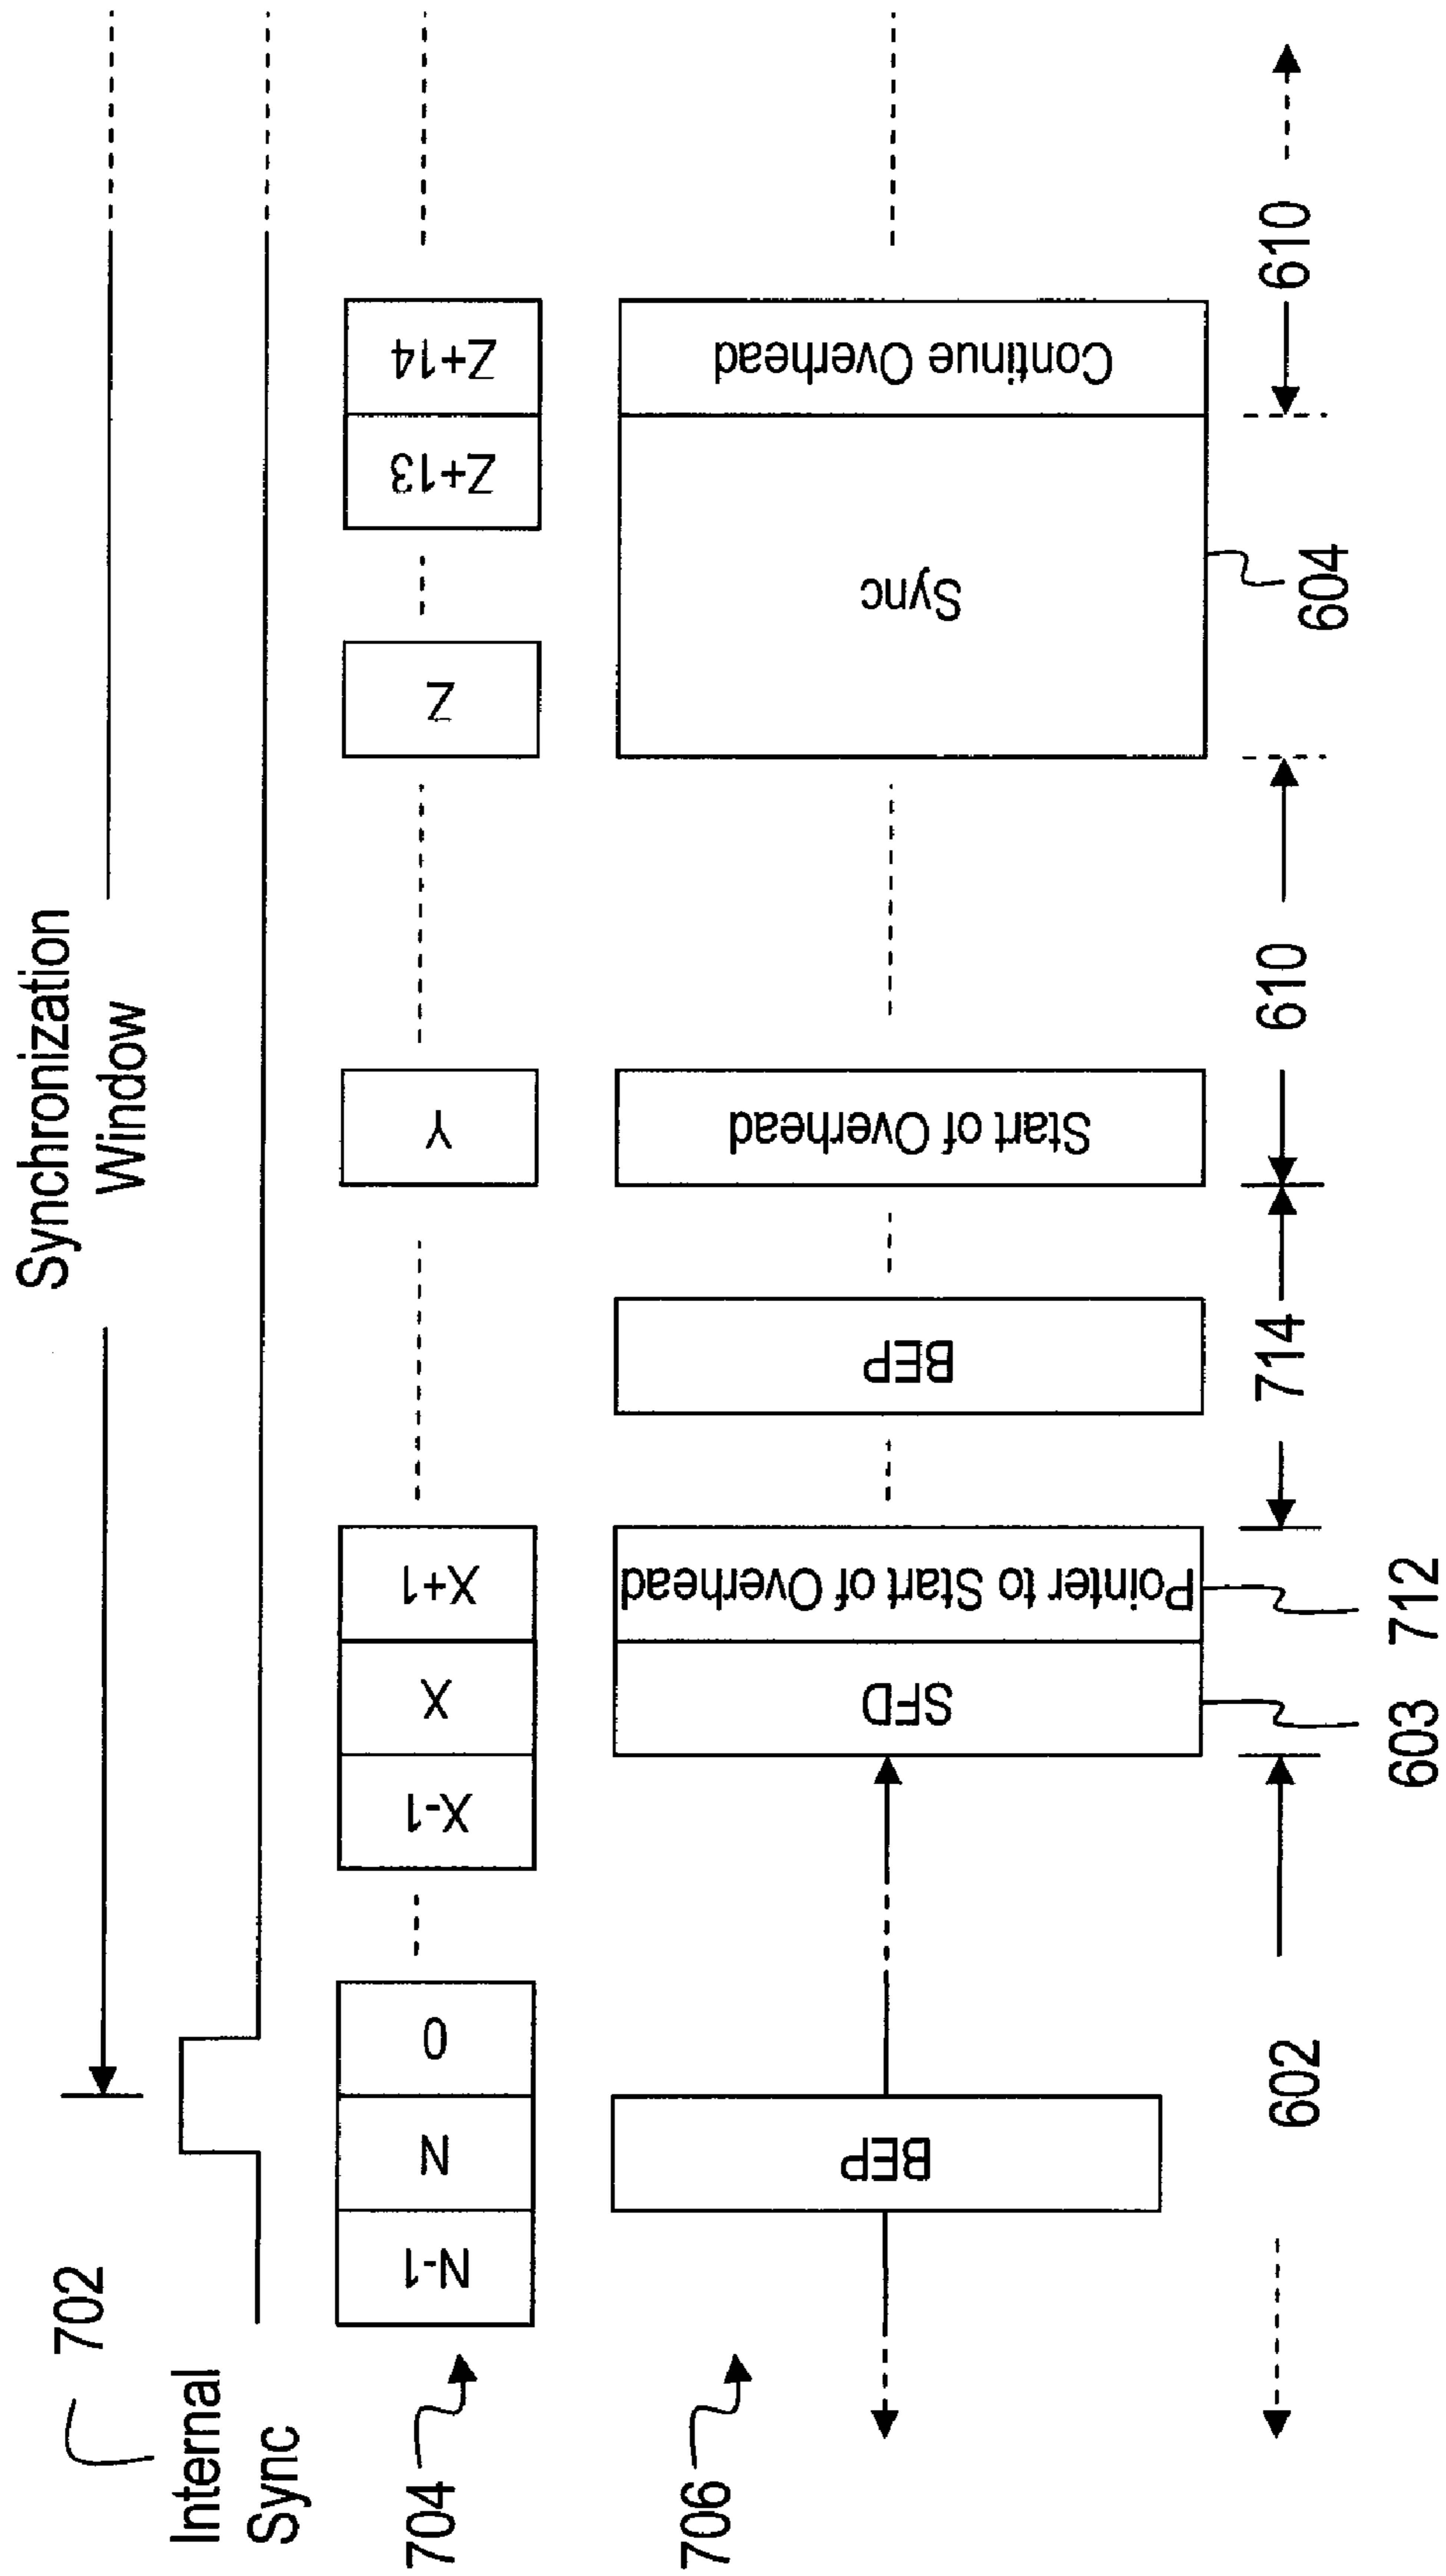 Synchronization
Window
702
Internal
Sync
704
N-1
N
0
X-1
X
X+1
Y
Z
Z+13
Z+14
706
BEP
SFD
Pointer to Start of Overhead
BEP
Start of Overhead
Sync
Continue Overhead
602
714
610
604
610
603
712